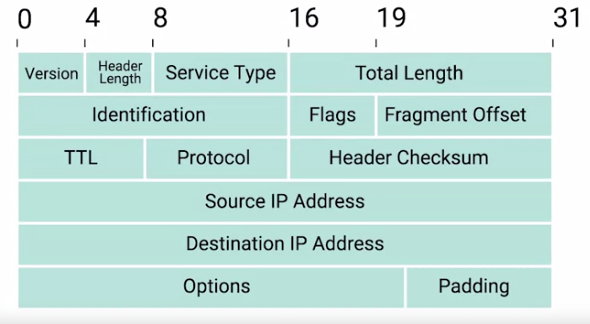 0 4 8 16 19 31
Version Header Length Service Type Total Length
Identification Flags Fragment Offset
TTL Protocol Header Checksum
Source IP Address
Destination IP Address
Options Padding